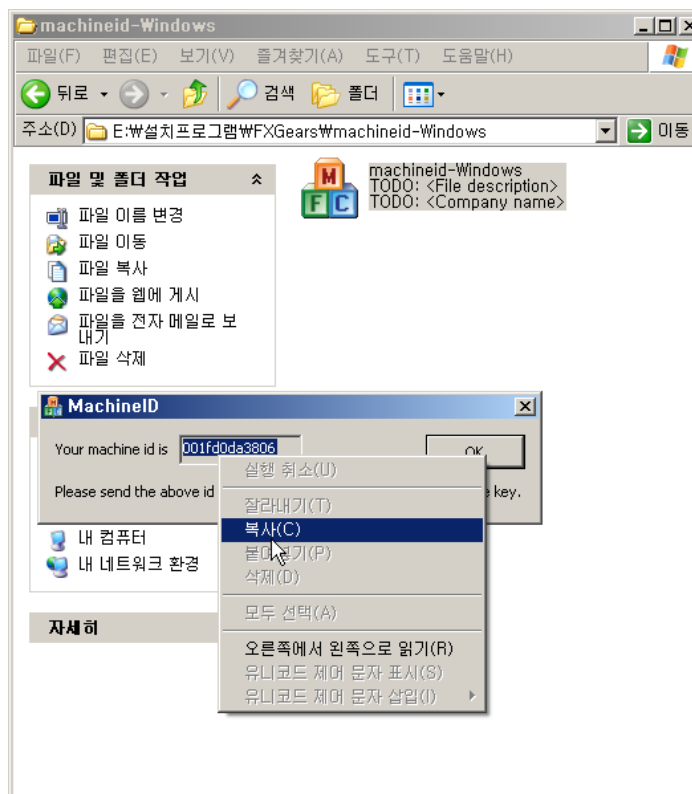 machineid-Windows
파일(F) 편집(E) 보기(V) 즐겨찾기(A) 도구(T) 도움말(H)
뒤로 검색 폴더
주소(D) E:₩설치프로그램₩FXGears₩machineid-Windows 이동
파일 및 폴더 작업
파일 이름 변경
파일 이동
파일 복사
파일을 웹에 게시
파일을 전자 메일로 보
내기
파일 삭제
M
F C
machineid-Windows
TODO: <File description>
TODO: <Company name>
MachineID
Your machine id is 001fd0da3806 OK
Please send the above id key.
실행 취소(U)
잘라내기(T)
복사(C)
붙여넣기(P)
삭제(D)
모두 선택(A)
오른쪽에서 왼쪽으로 읽기(R)
유니코드 제어 문자 표시(S)
유니코드 제어 문자 삽입(I)
내 컴퓨터
내 네트워크 환경
자세히